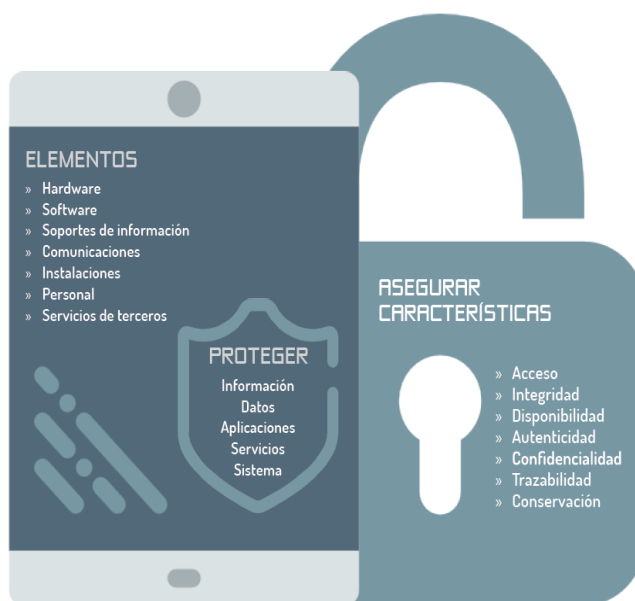 ELEMENTOS
» Hardware
» Software
» Soportes de información
» Comunicaciones
» Instalaciones
» Personal
» Servicios de terceros
PROTEGER
Información
Datos
Aplicaciones
Servicios
Sistema
ASEGURAR
CARACTERÍSTICAS
» Acceso
» Integridad
» Disponibilidad
» Autenticidad
» Confidencialidad
» Trazabilidad
» Conservación